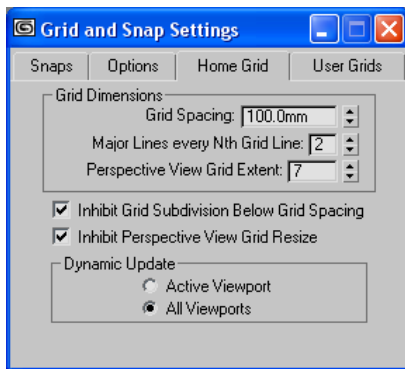 Grid and Snap Settings
Snaps Options Home Grid User Grids
Grid Dimensions
Grid Spacing: 100.0mm
Major Lines every Nth Grid Line: 2
Perspective View Grid Extent: 7
Inhibit Grid Subdivision Below Grid Spacing
Inhibit Perspective View Grid Resize
Dynamic Update
Active Viewport
All Viewports